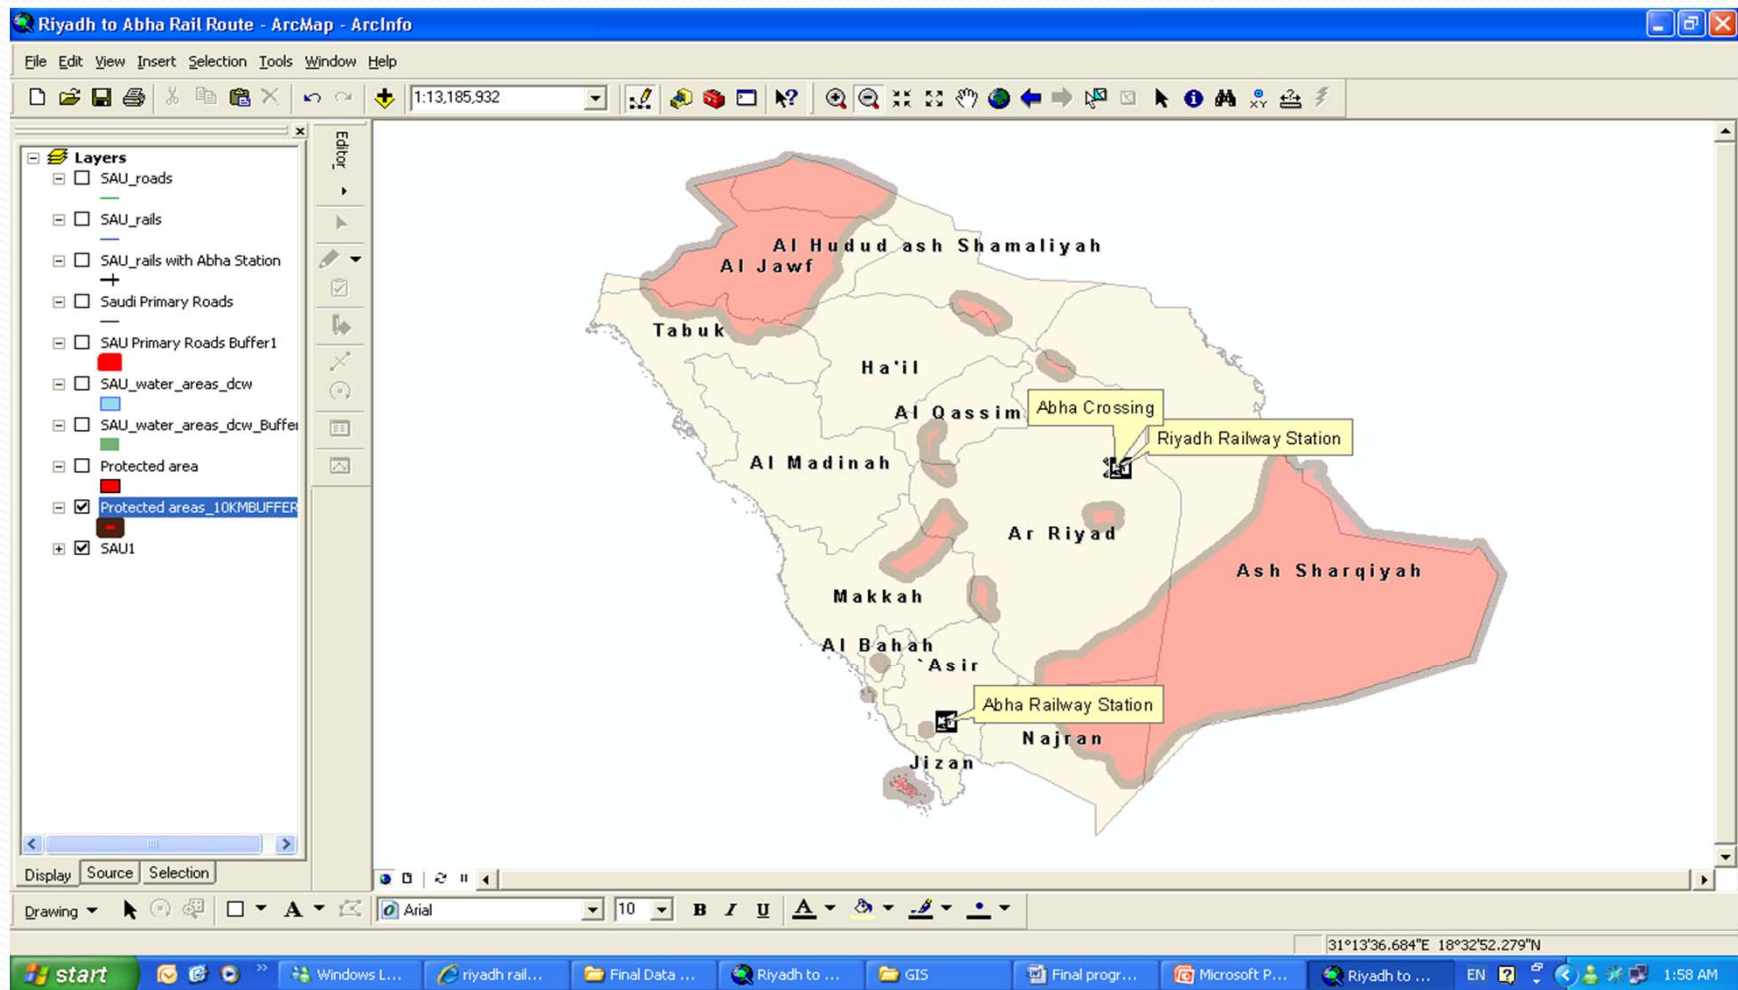 Riyadh to Abha Rail Route - ArcMap - ArcInfo
File Edit View Insert Selection Tools Window Help
1:13,185,932
Layers
SAU_roads
SAU_rails
SAU_rails with Abha Station
Saudi Primary Roads
SAU Primary Roads Buffer1
SAU_water_areas_dcw
SAU_water_areas_dcw_Buffe
Protected area
Protected areas_10KMBUFFER
SAU1
Display Source Selection
Editor
Al Hudud ash Shamaliyah
Al Jawf
Tabuk
Ha'il
Al Qassim
Abha Crossing
Riyadh Railway Station
Al Madinah
Ar Riyad
Ash Sharqiyah
Makkah
Al Bahah
`Asir
Abha Railway Station
Najran
Jizan
Drawing A Arial 10 B I U A
31°13'36.684"E 18°32'52.279"N
start Windows L... riyadh rail... Final Data ... Riyadh to ... GIS Final progr... Microsoft P... Riyadh to ... EN 1:58 AM